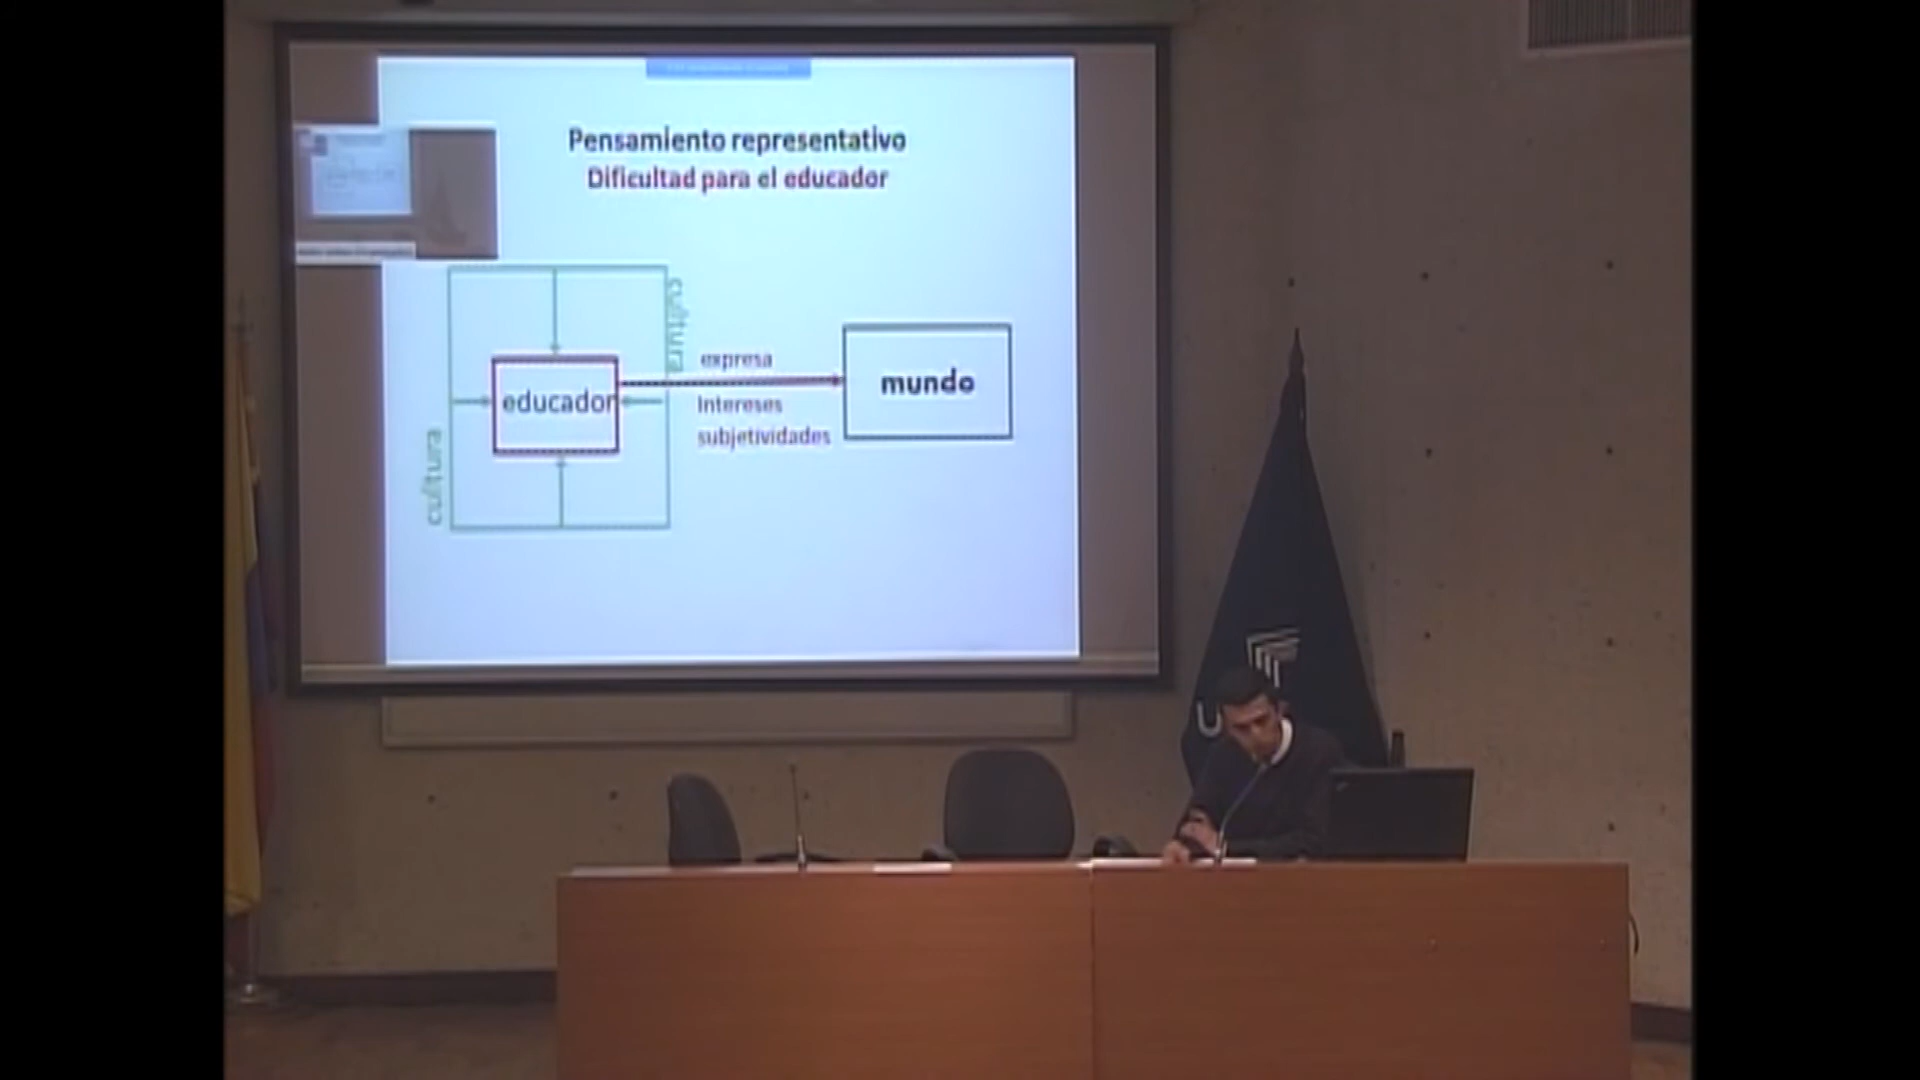 Pensamiento representativo
Dificultad para el educador
cultura
expresa
mundo
educador
Intereses
subjetividades
cultura
U